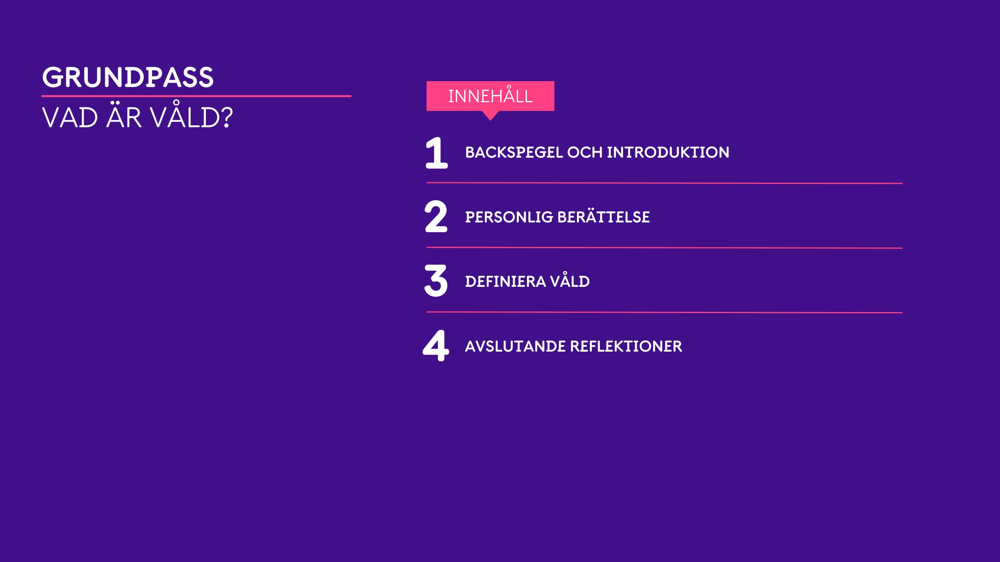 GRUNDPASS
VAD ÄR VÅLD?
INNEHÅLL
1 BACKSPEGEL OCH INTRODUKTION
2 PERSONLIG BERÄTTELSE
3 DEFINIERA VÅLD
4 AVSLUTANDE REFLEKTIONER